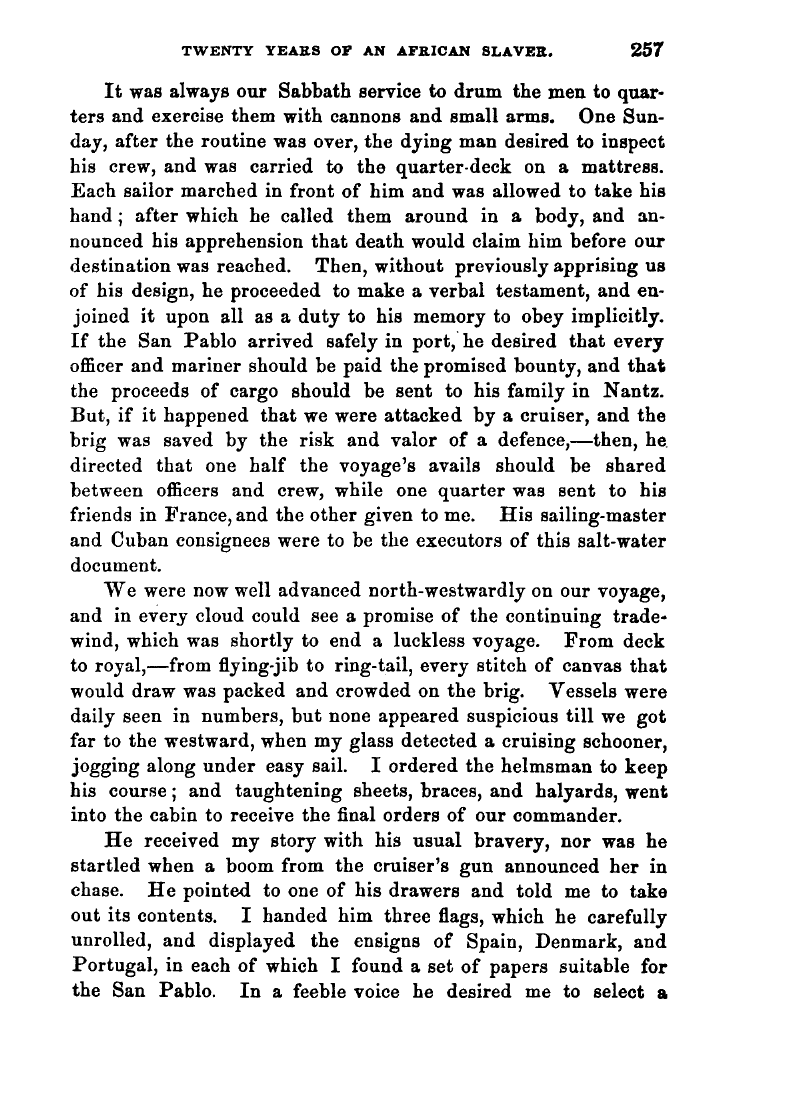 TWENTY YEARS OF AN AFRICAN SLAVER. 257
It was always our Sabbath service to drum the men to quar-
ters and exercise them with cannons and small arms. One Sun-
day, after the routine was over, the dying man desired to inspect
his crew, and was carried to the quarter-deck on a mattress.
Each sailor marched in front of him and was allowed to take his
hand; after which he called them around in a body, and an-
nounced his apprehension that death would claim him before our
destination was reached. Then, without previously apprising us
of his design, he proceeded to make a verbal testament, and en-
joined it upon all as a duty to his memory to obey implicitly.
If the San Pablo arrived safely in port, he desired that every
officer and mariner should be paid the promised bounty, and that
the proceeds of cargo should be sent to his family in Nantz.
But, if it happened that we were attacked by a cruiser, and the
brig was saved by the risk and valor of a defence,—then, he
directed that one half the voyage's avails should be shared
between officers and crew, while one quarter was sent to his
friends in France, and the other given to me. His sailing-master
and Cuban consignees were to be the executors of this salt-water
document.
We were now well advanced north-westwardly on our voyage,
and in every cloud could see a promise of the continuing trade-
wind, which was shortly to end a luckless voyage. From deck
to royal,—from flying-jib to ring-tail, every stitch of canvas that
would draw was packed and crowded on the brig. Vessels were
daily seen in numbers, but none appeared suspicious till we got
far to the westward, when my glass detected a cruising schooner,
jogging along under easy sail. I ordered the helmsman to keep
his course; and taughtening sheets, braces, and halyards, went
into the cabin to receive the final orders of our commander.
He received my story with his usual bravery, nor was he
startled when a boom from the cruiser's gun announced her in
chase. He pointed to one of his drawers and told me to take
out its contents. I handed him three flags, which he carefully
unrolled, and displayed the ensigns of Spain, Denmark, and
Portugal, in each of which I found a set of papers suitable for
the San Pablo. In a feeble voice he desired me to select a